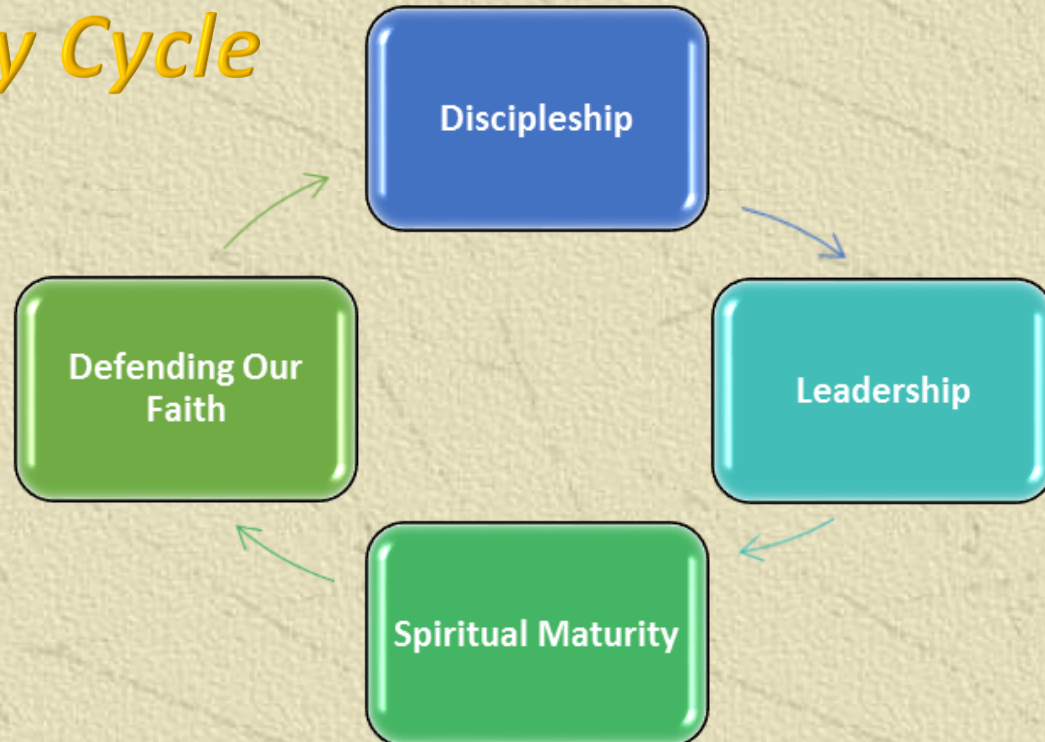 y Cycle
Discipleship
Defending Our
Faith
Leadership
Spiritual Maturity